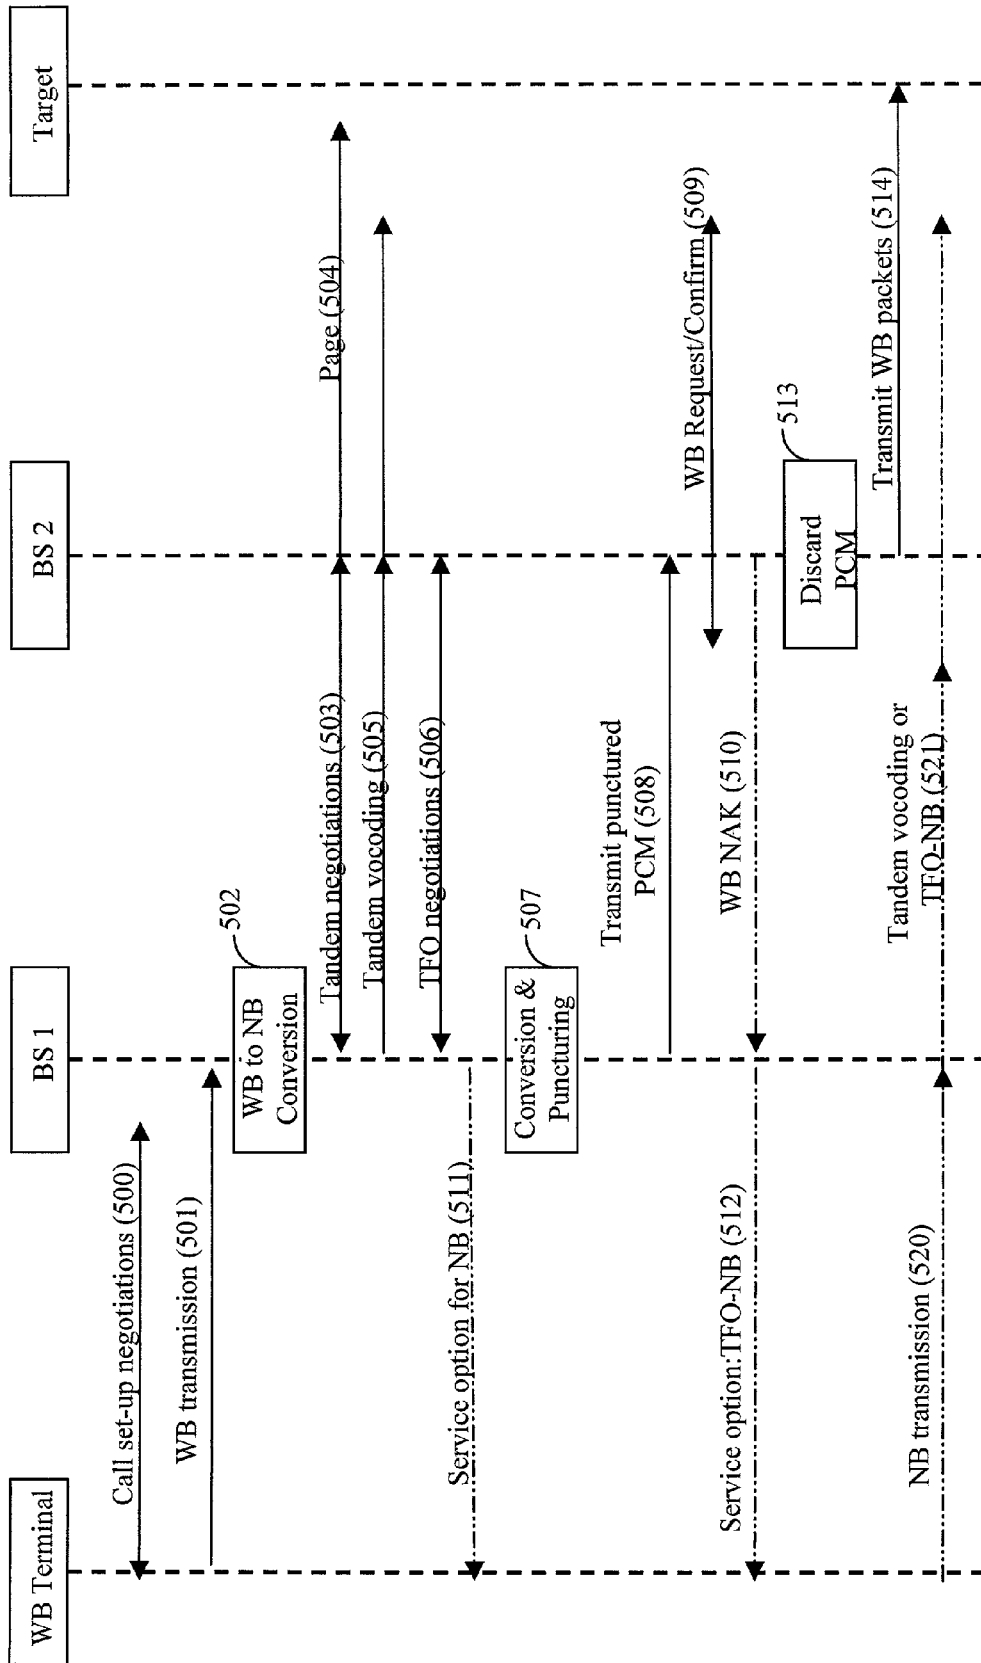 WB Terminal
BS 1
BS 2
Target
Call set-up negotiations (500)
WB transmission (501)
502
WB to NB
Conversion
Tandem negotiations (503)
Page (504)
Tandem vocoding (505)
TFO negotiations (506)
Service option for NB (511)
507
Conversion &
Puncturing
Transmit punctured
PCM (508)
WB Request/Confirm (509)
WB NAK (510)
Service option:TFO-NB (512)
513
Discard
PCM
Transmit WB packets (514)
NB transmission (520)
Tandem vocoding or
TFO-NB (521)